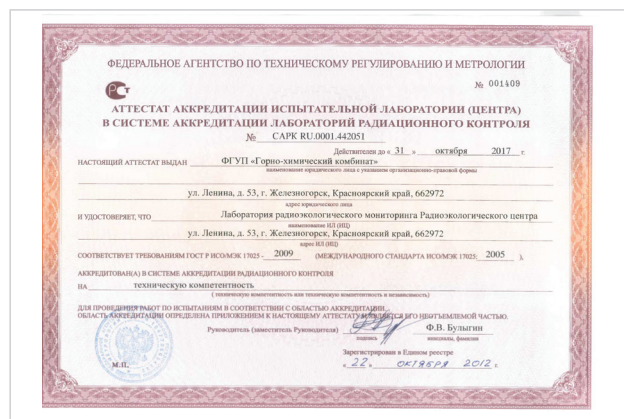 ФЕДЕРАЛЬНОЕ АГЕНТСТВО ПО ТЕХНИЧЕСКОМУ РЕГУЛИРОВАНИЮ И МЕТРОЛОГИИ
№ 001409
АТТЕСТАТ АККРЕДИТАЦИИ ИСПЫТАТЕЛЬНОЙ ЛАБОРАТОРИИ (ЦЕНТРА)
В СИСТЕМЕ АККРЕДИТАЦИИ ЛАБОРАТОРИЙ РАДИАЦИОННОГО КОНТРОЛЯ
№ САРК RU.0001.442051
Действителен до « 31 » октября 2017 г.
НАСТОЯЩИЙ АТТЕСТАТ ВЫДАН ФГУП «Горно-химический комбинат»
наименование юридического лица с указанием организационно-правовой формы
ул. Ленина, д. 53, г. Железногорск, Красноярский край, 662972
адрес юридического лица
И УДОСТОВЕРЯЕТ, ЧТО Лаборатория радиоэкологического мониторинга Радиоэкологического центра
наименование ИЛ (ИЦ)
ул. Ленина, д. 53, г. Железногорск, Красноярский край, 662972
адрес ИЛ (ИЦ)
СООТВЕТСТВУЕТ ТРЕБОВАНИЯМ ГОСТ Р ИСО/МЭК 17025 - 2009 (МЕЖДУНАРОДНОГО СТАНДАРТА ИСО/МЭК 17025: 2005 ),
АККРЕДИТОВАН(А) В СИСТЕМЕ АККРЕДИТАЦИИ РАДИАЦИОННОГО КОНТРОЛЯ
НА техническую компетентность
( техническую компетентность или техническую компетентность и независимость)
ДЛЯ ПРОВЕДЕНИЯ РАБОТ ПО ИСПЫТАНИЯМ В СООТВЕТСТВИИ С ОБЛАСТЬЮ АККРЕДИТАЦИИ.
ОБЛАСТЬ АККРЕДИТАЦИИ ОПРЕДЕЛЕНА ПРИЛОЖЕНИЕМ К НАСТОЯЩЕМУ АТТЕСТАТУ И ЯВЛЯЕТСЯ ЕГО НЕОТЪЕМЛЕМОЙ ЧАСТЬЮ.
Руководитель (заместитель Руководителя) Ф.В. Булыгин
подпись инициалы, фамилия
Зарегистрирован в Едином реестре
М.П. « 22 » октября 2012 г.